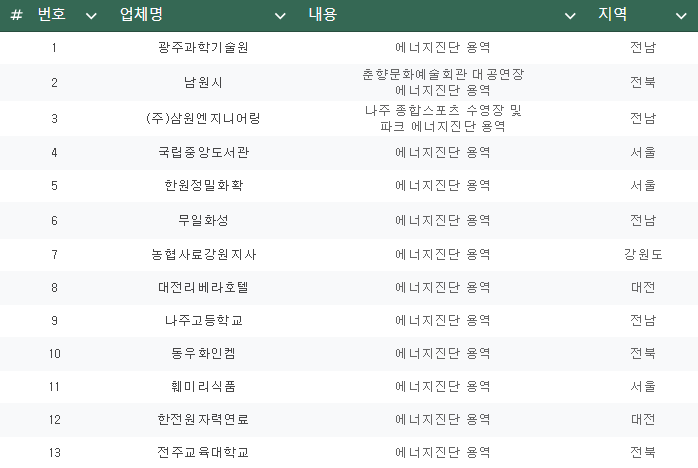 # 번호 업체명 내용 지역
1 광주과학기술원 에너지진단 용역 전남
2 남원시 춘향문화예술회관 대공연장 에너지진단 용역 전북
3 (주)삼원엔지니어링 나주 종합스포츠 수영장 및 파크 에너지진단 용역 전남
4 국립중앙도서관 에너지진단 용역 서울
5 한원정밀화확 에너지진단 용역 서울
6 무일화성 에너지진단 용역 전남
7 농협사료강원지사 에너지진단 용역 강원도
8 대전리베라호텔 에너지진단 용역 대전
9 나주고등학교 에너지진단 용역 전남
10 동우화인켐 에너지진단 용역 전북
11 훼미리식품 에너지진단 용역 서울
12 한전원자력연료 에너지진단 용역 대전
13 전주교육대학교 에너지진단 용역 전북